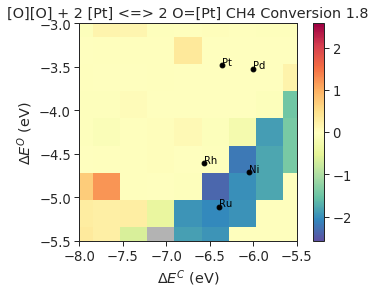 [O][O] + 2 [Pt] <=> 2 O=[Pt] CH4 Conversion 1.8
−3.0
−3.5
−4.0
−4.5
−5.0
−5.5
ΔE^O (eV)
Pt
Pd
Rh
Ni
Ru
−8.0
−7.5
−7.0
−6.5
−6.0
−5.5
ΔE^C (eV)
2
1
0
−1
−2